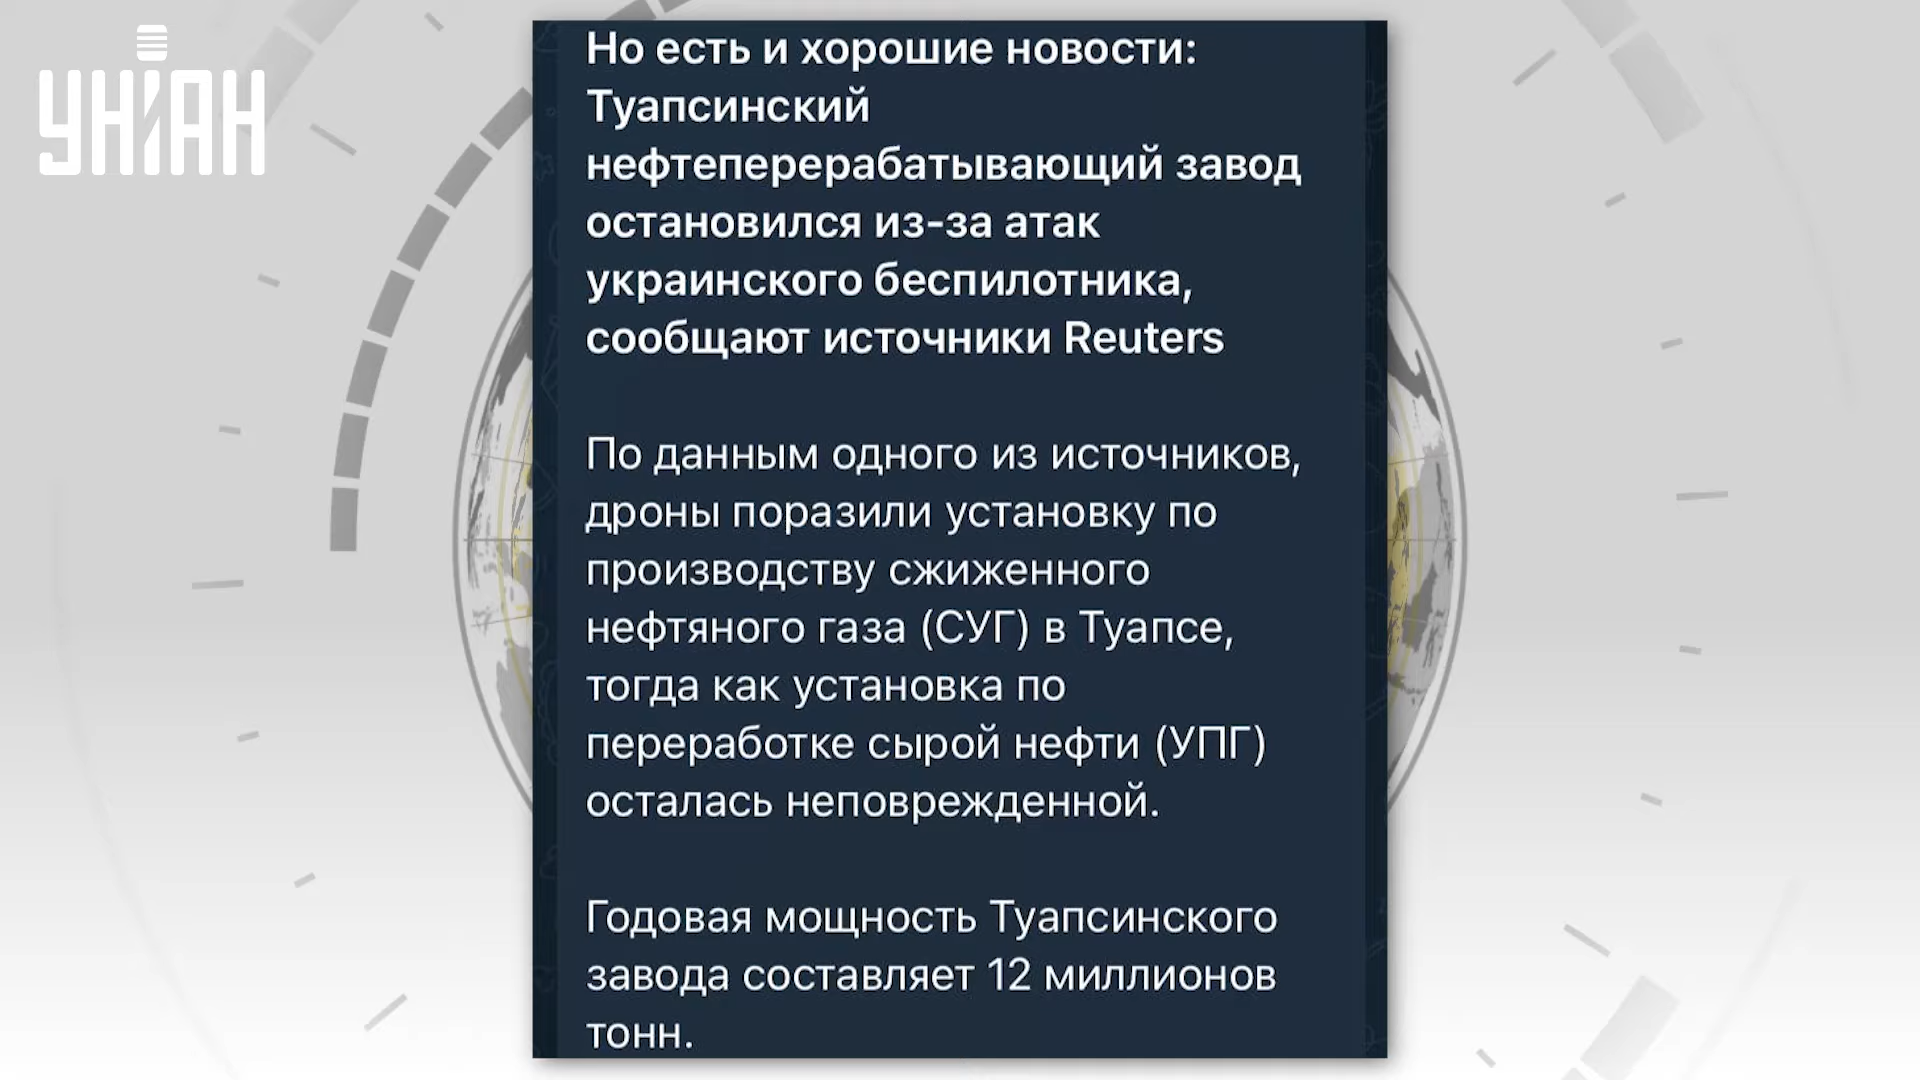 УНІАН
Но есть и хорошие новости:
Туапсинский
нефтеперерабатывающий завод
остановился из-за атак
украинского беспилотника,
сообщают источники Reuters
По данным одного из источников,
дроны поразили установку по
производству сжиженного
нефтяного газа (СУГ) в Туапсе,
тогда как установка по
переработке сырой нефти (УПГ)
осталась неповрежденной.
Годовая мощность Туапсинского
завода составляет 12 миллионов
тонн.